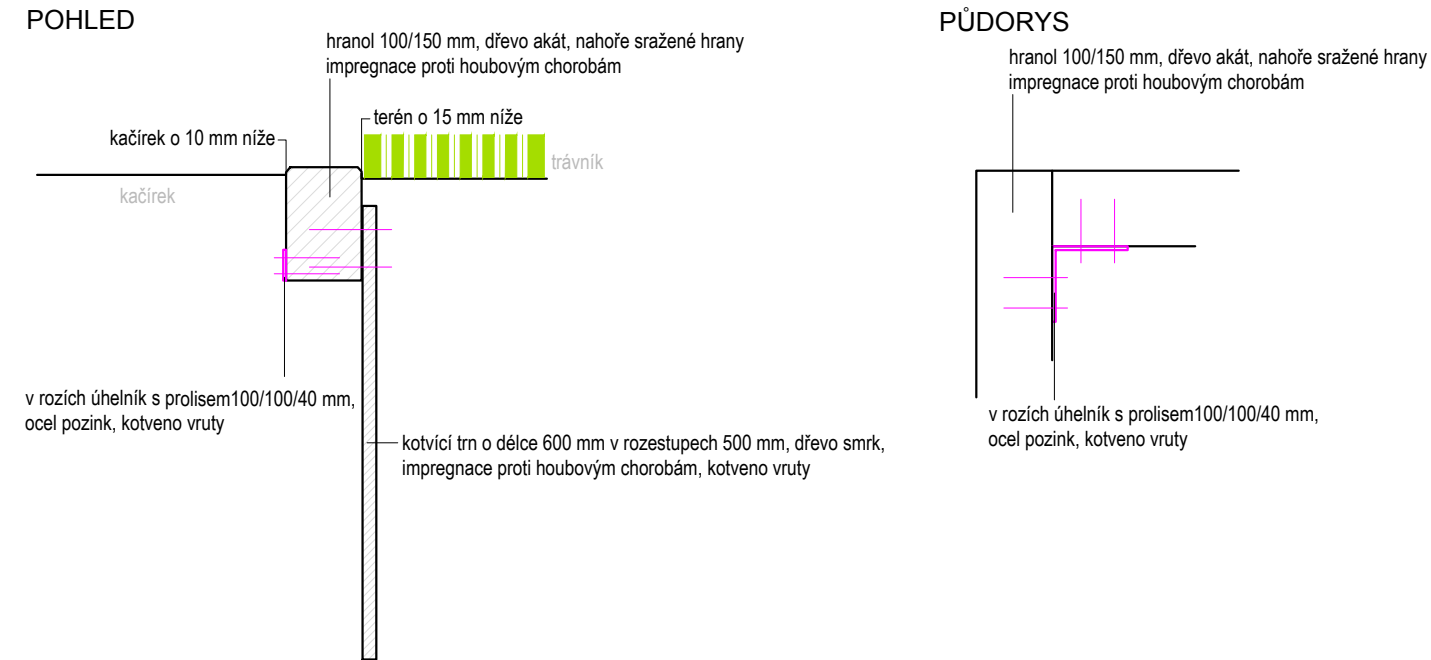 POHLED
hranol 100/150 mm, dřevo akát, nahoře sražené hrany
impregnace proti houbovým chorobám
kačírek o 10 mm níže
terén o 15 mm níže
trávník
kačírek
v rozích úhelník s prolisem100/100/40 mm,
ocel pozink, kotveno vruty
kotvící trn o délce 600 mm v rozestupech 500 mm, dřevo smrk,
impregnace proti houbovým chorobám, kotveno vruty
PŮDORYS
hranol 100/150 mm, dřevo akát, nahoře sražené hrany
impregnace proti houbovým chorobám
v rozích úhelník s prolisem100/100/40 mm,
ocel pozink, kotveno vruty